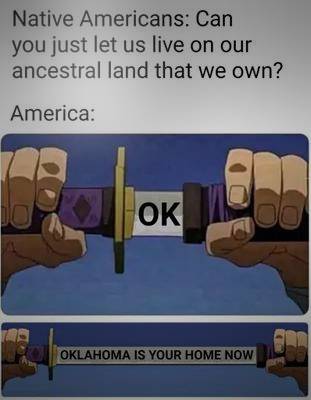 Native Americans: Can
you just let us live on our
ancestral land that we own?
America:
OK
OKLAHOMA IS YOUR HOME NOW